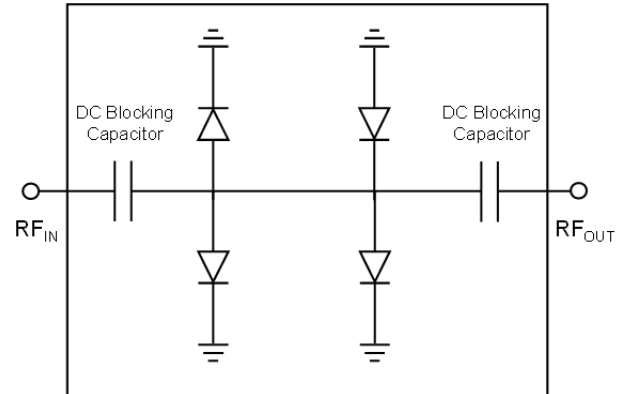 DC Blocking
Capacitor
DC Blocking
Capacitor
RFIN
RFOUT